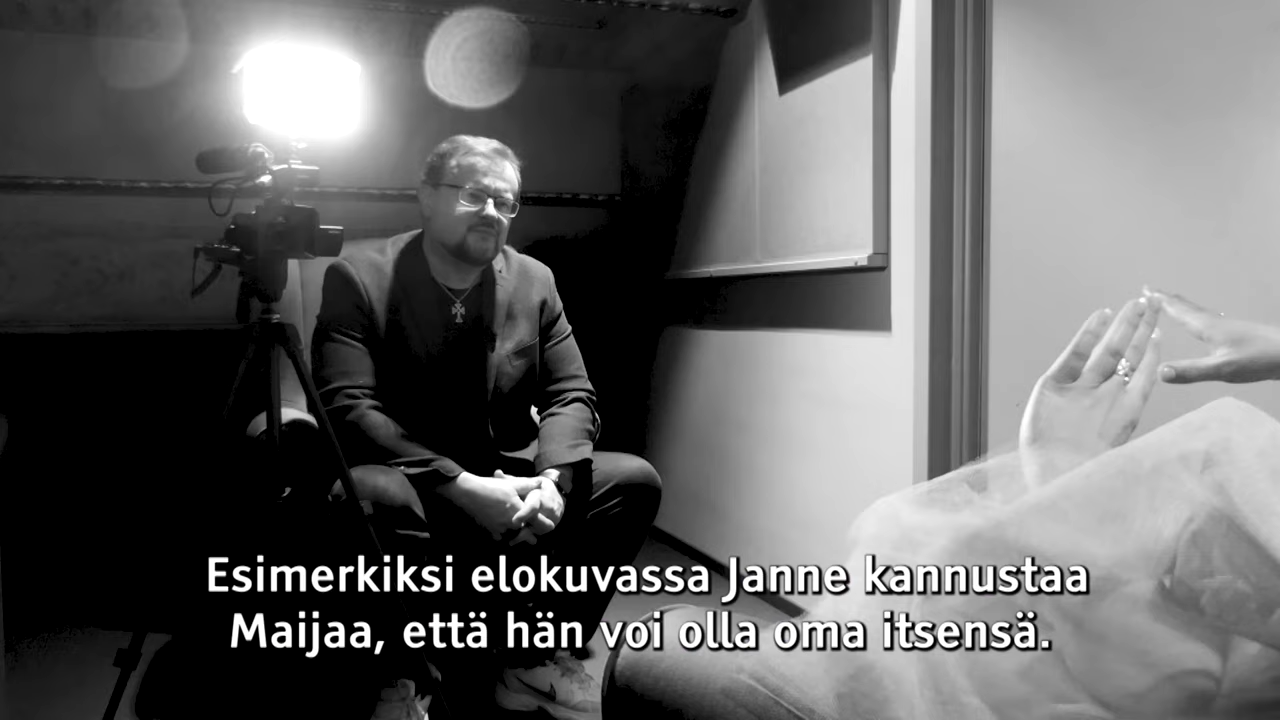 Esimerkiksi elokuvassa Janne kannustaa
Maijaa, että hän voi olla oma itsensä.